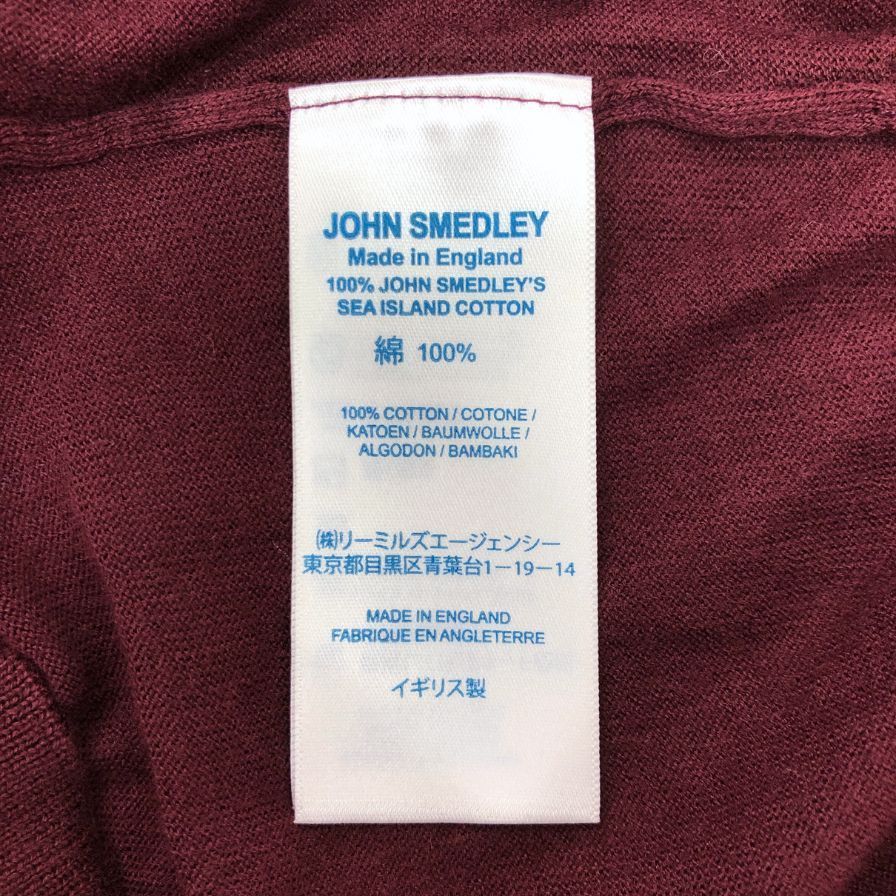 JOHN SMEDLEY
Made in England
100% JOHN SMEDLEY'S
SEA ISLAND COTTON
綿 100%
100% COTTON / COTONE /
KATOEN / BAUMWOLLE /
ALGODON / BAMBAKI
㈱リーミルズエージェンシー
東京都目黒区青葉台1−19−14
MADE IN ENGLAND
FABRIQUE EN ANGLETERRE
イギリス製